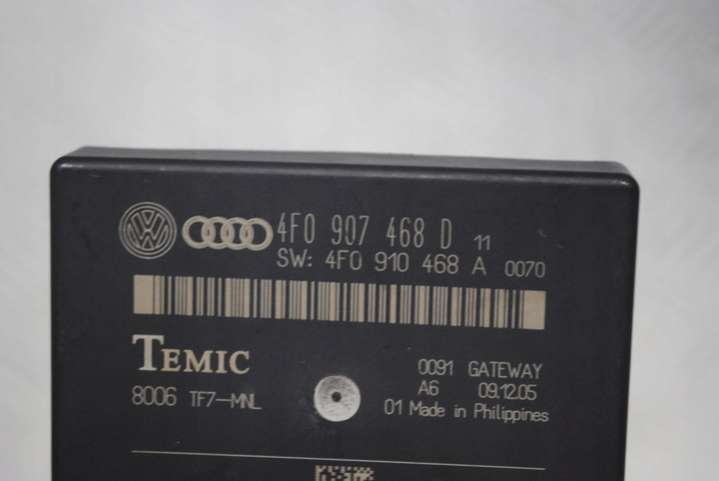 4F0 907 468 D 11
SW: 4F0 910 468 A 0070
TEMIC
0091 GATEWAY
8006 TF7-MNL
A6 09.12.05
01 Made in Philippines